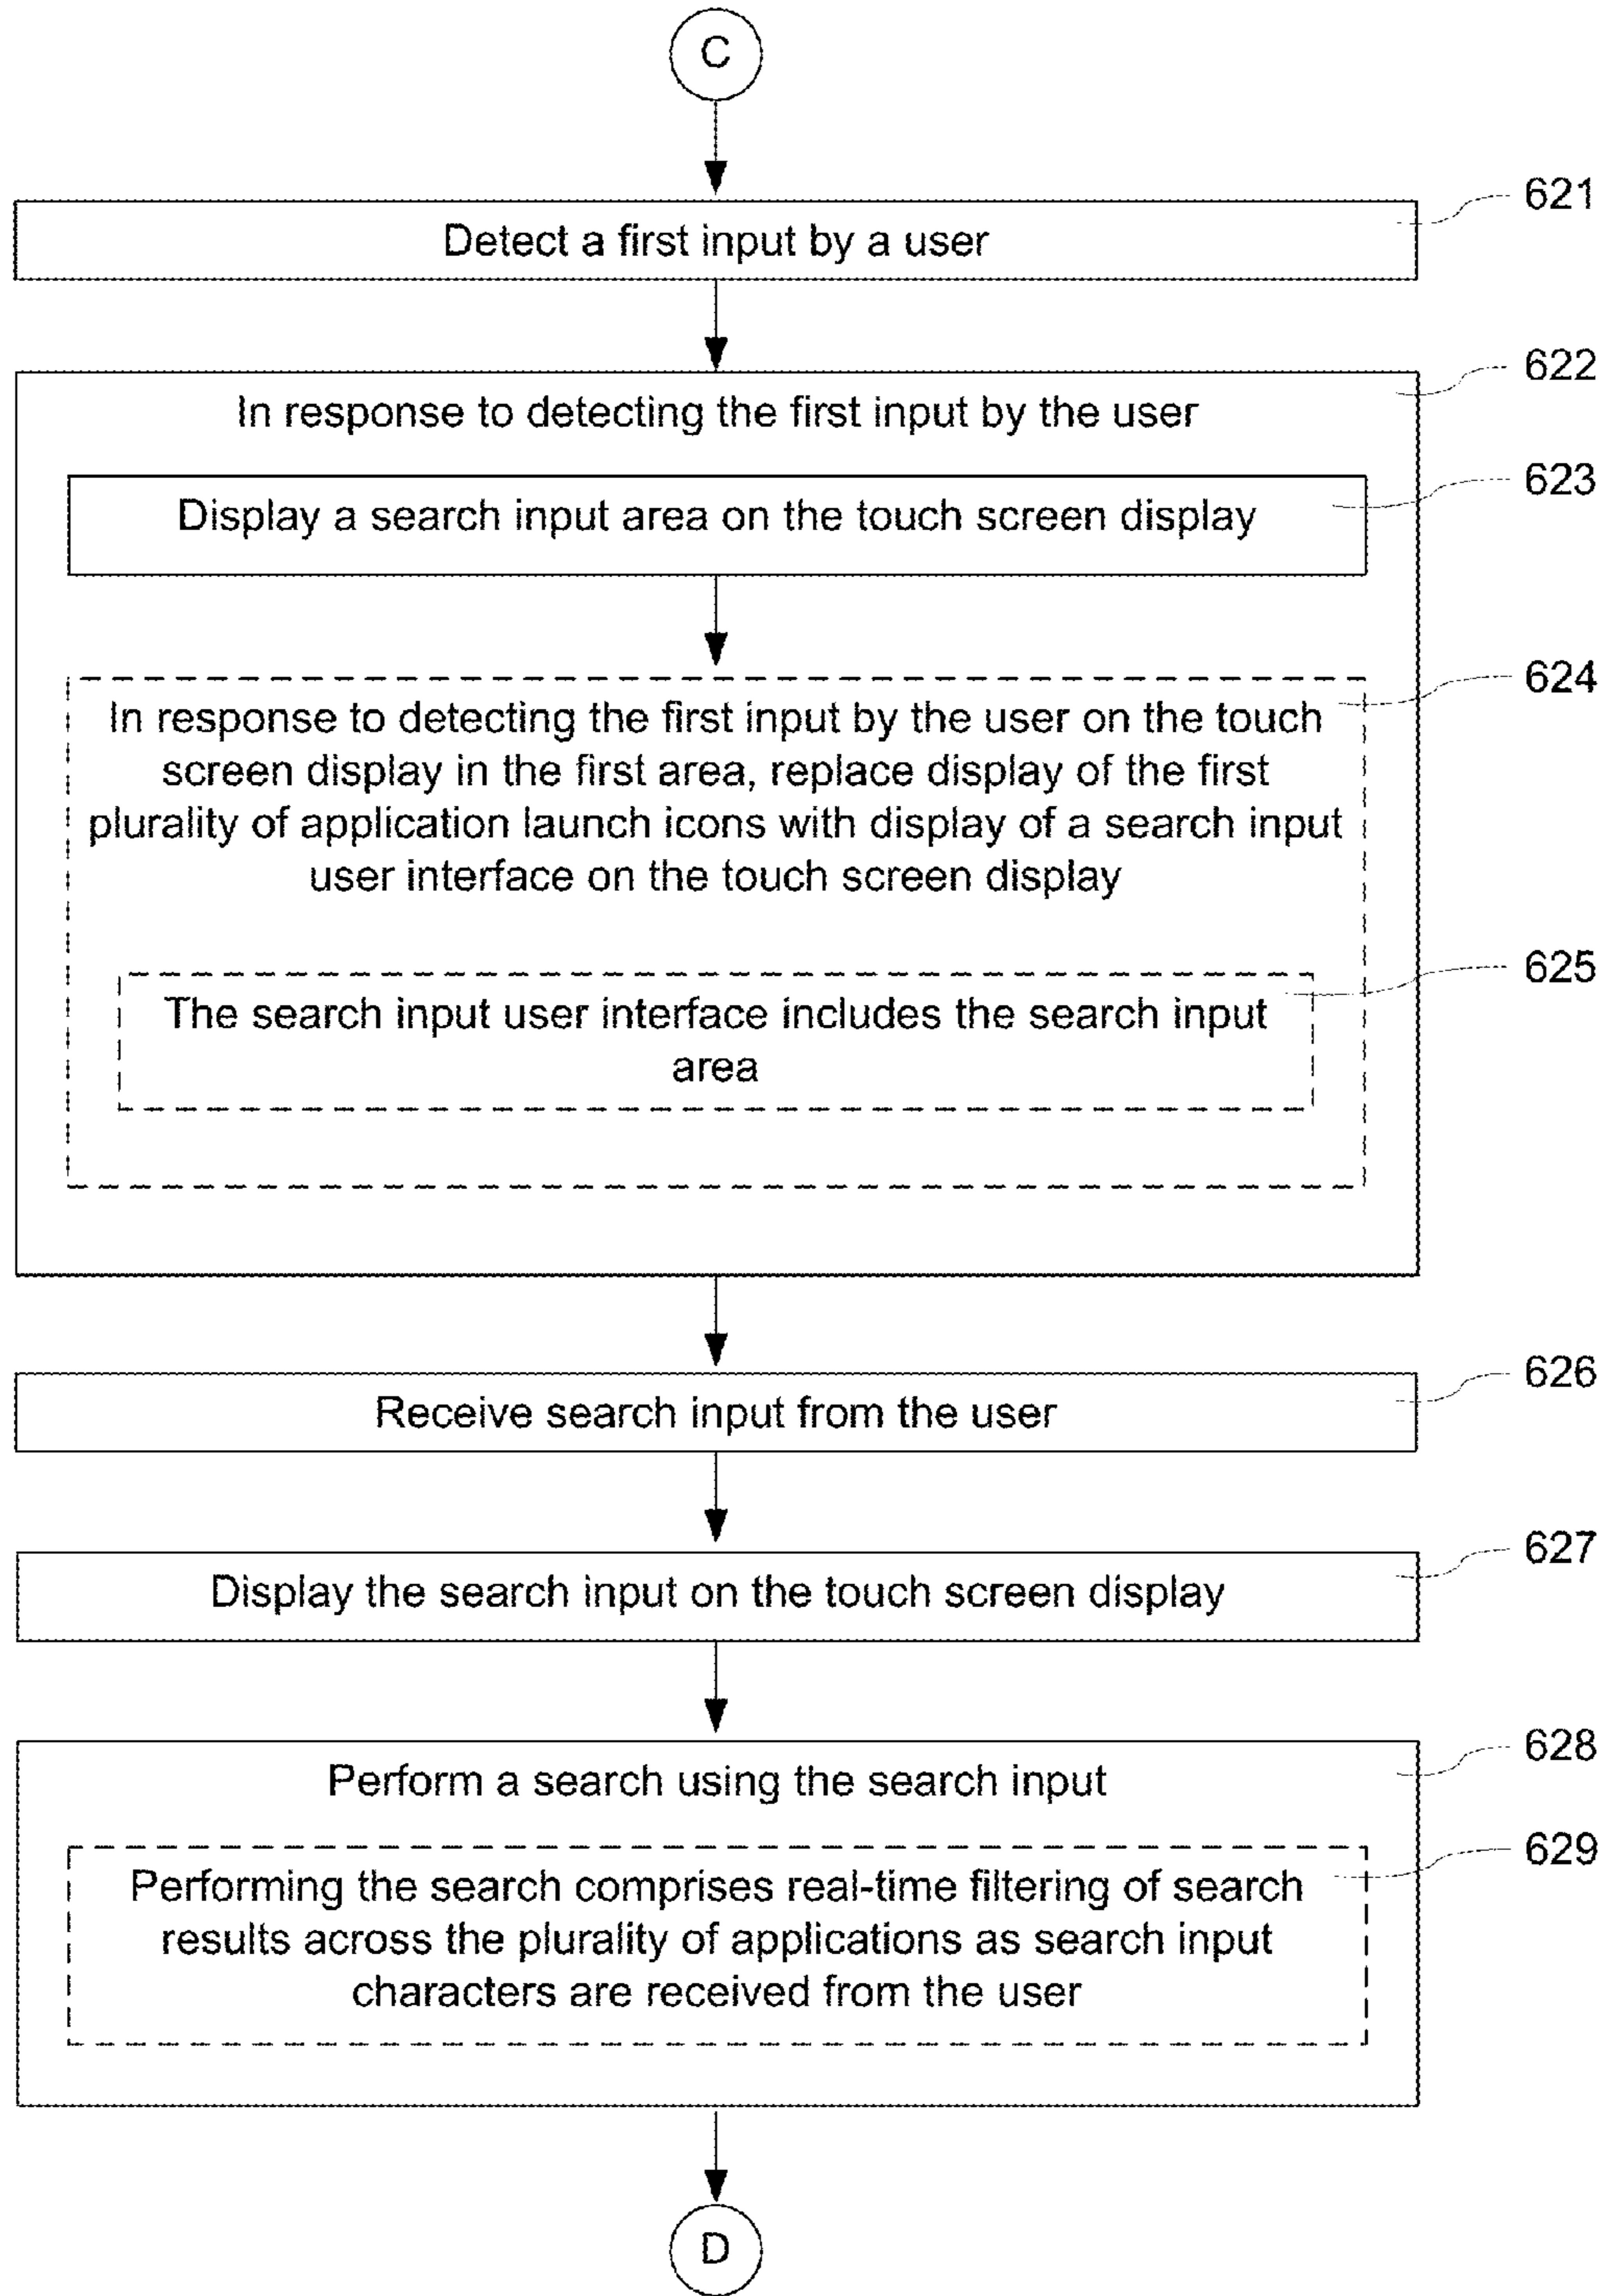 C
621
Detect a first input by a user
622
In response to detecting the first input by the user
623
Display a search input area on the touch screen display
624
In response to detecting the first input by the user on the touch
screen display in the first area, replace display of the first
plurality of application launch icons with display of a search input
user interface on the touch screen display
625
The search input user interface includes the search input
area
626
Receive search input from the user
627
Display the search input on the touch screen display
628
Perform a search using the search input
629
Performing the search comprises real-time filtering of search
results across the plurality of applications as search input
characters are received from the user
D